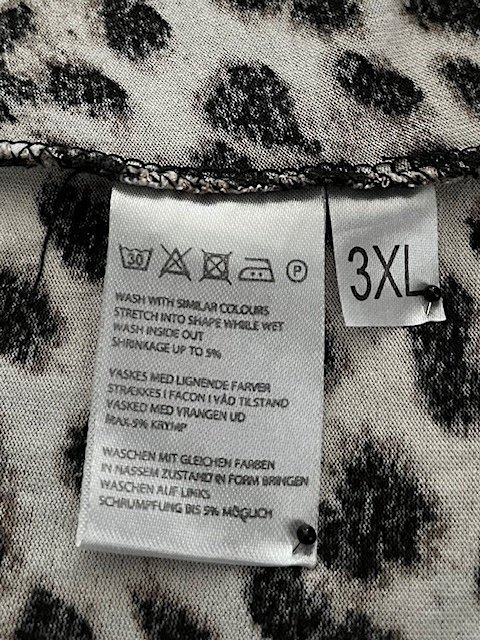 30 P
WASH WITH SIMILAR COLOURS
STRETCH INTO SHAPE WHILE WET
WASH INSIDE OUT
SHRINKAGE UP TO 5%
VASKES MED LIGNENDE FARVER
STRÆKKES I FACON I VÅD TILSTAND
VASKED MED VRANGEN UD
MAX 5% KRYMP
WASCHEN MIT GLEICHEN FARBEN
IN NASSEM ZUSTAND IN FORM BRINGEN
WASCHEN AUF LINKS
SCHRUMPFUNG BIS 5% MÖGLICH
3XL